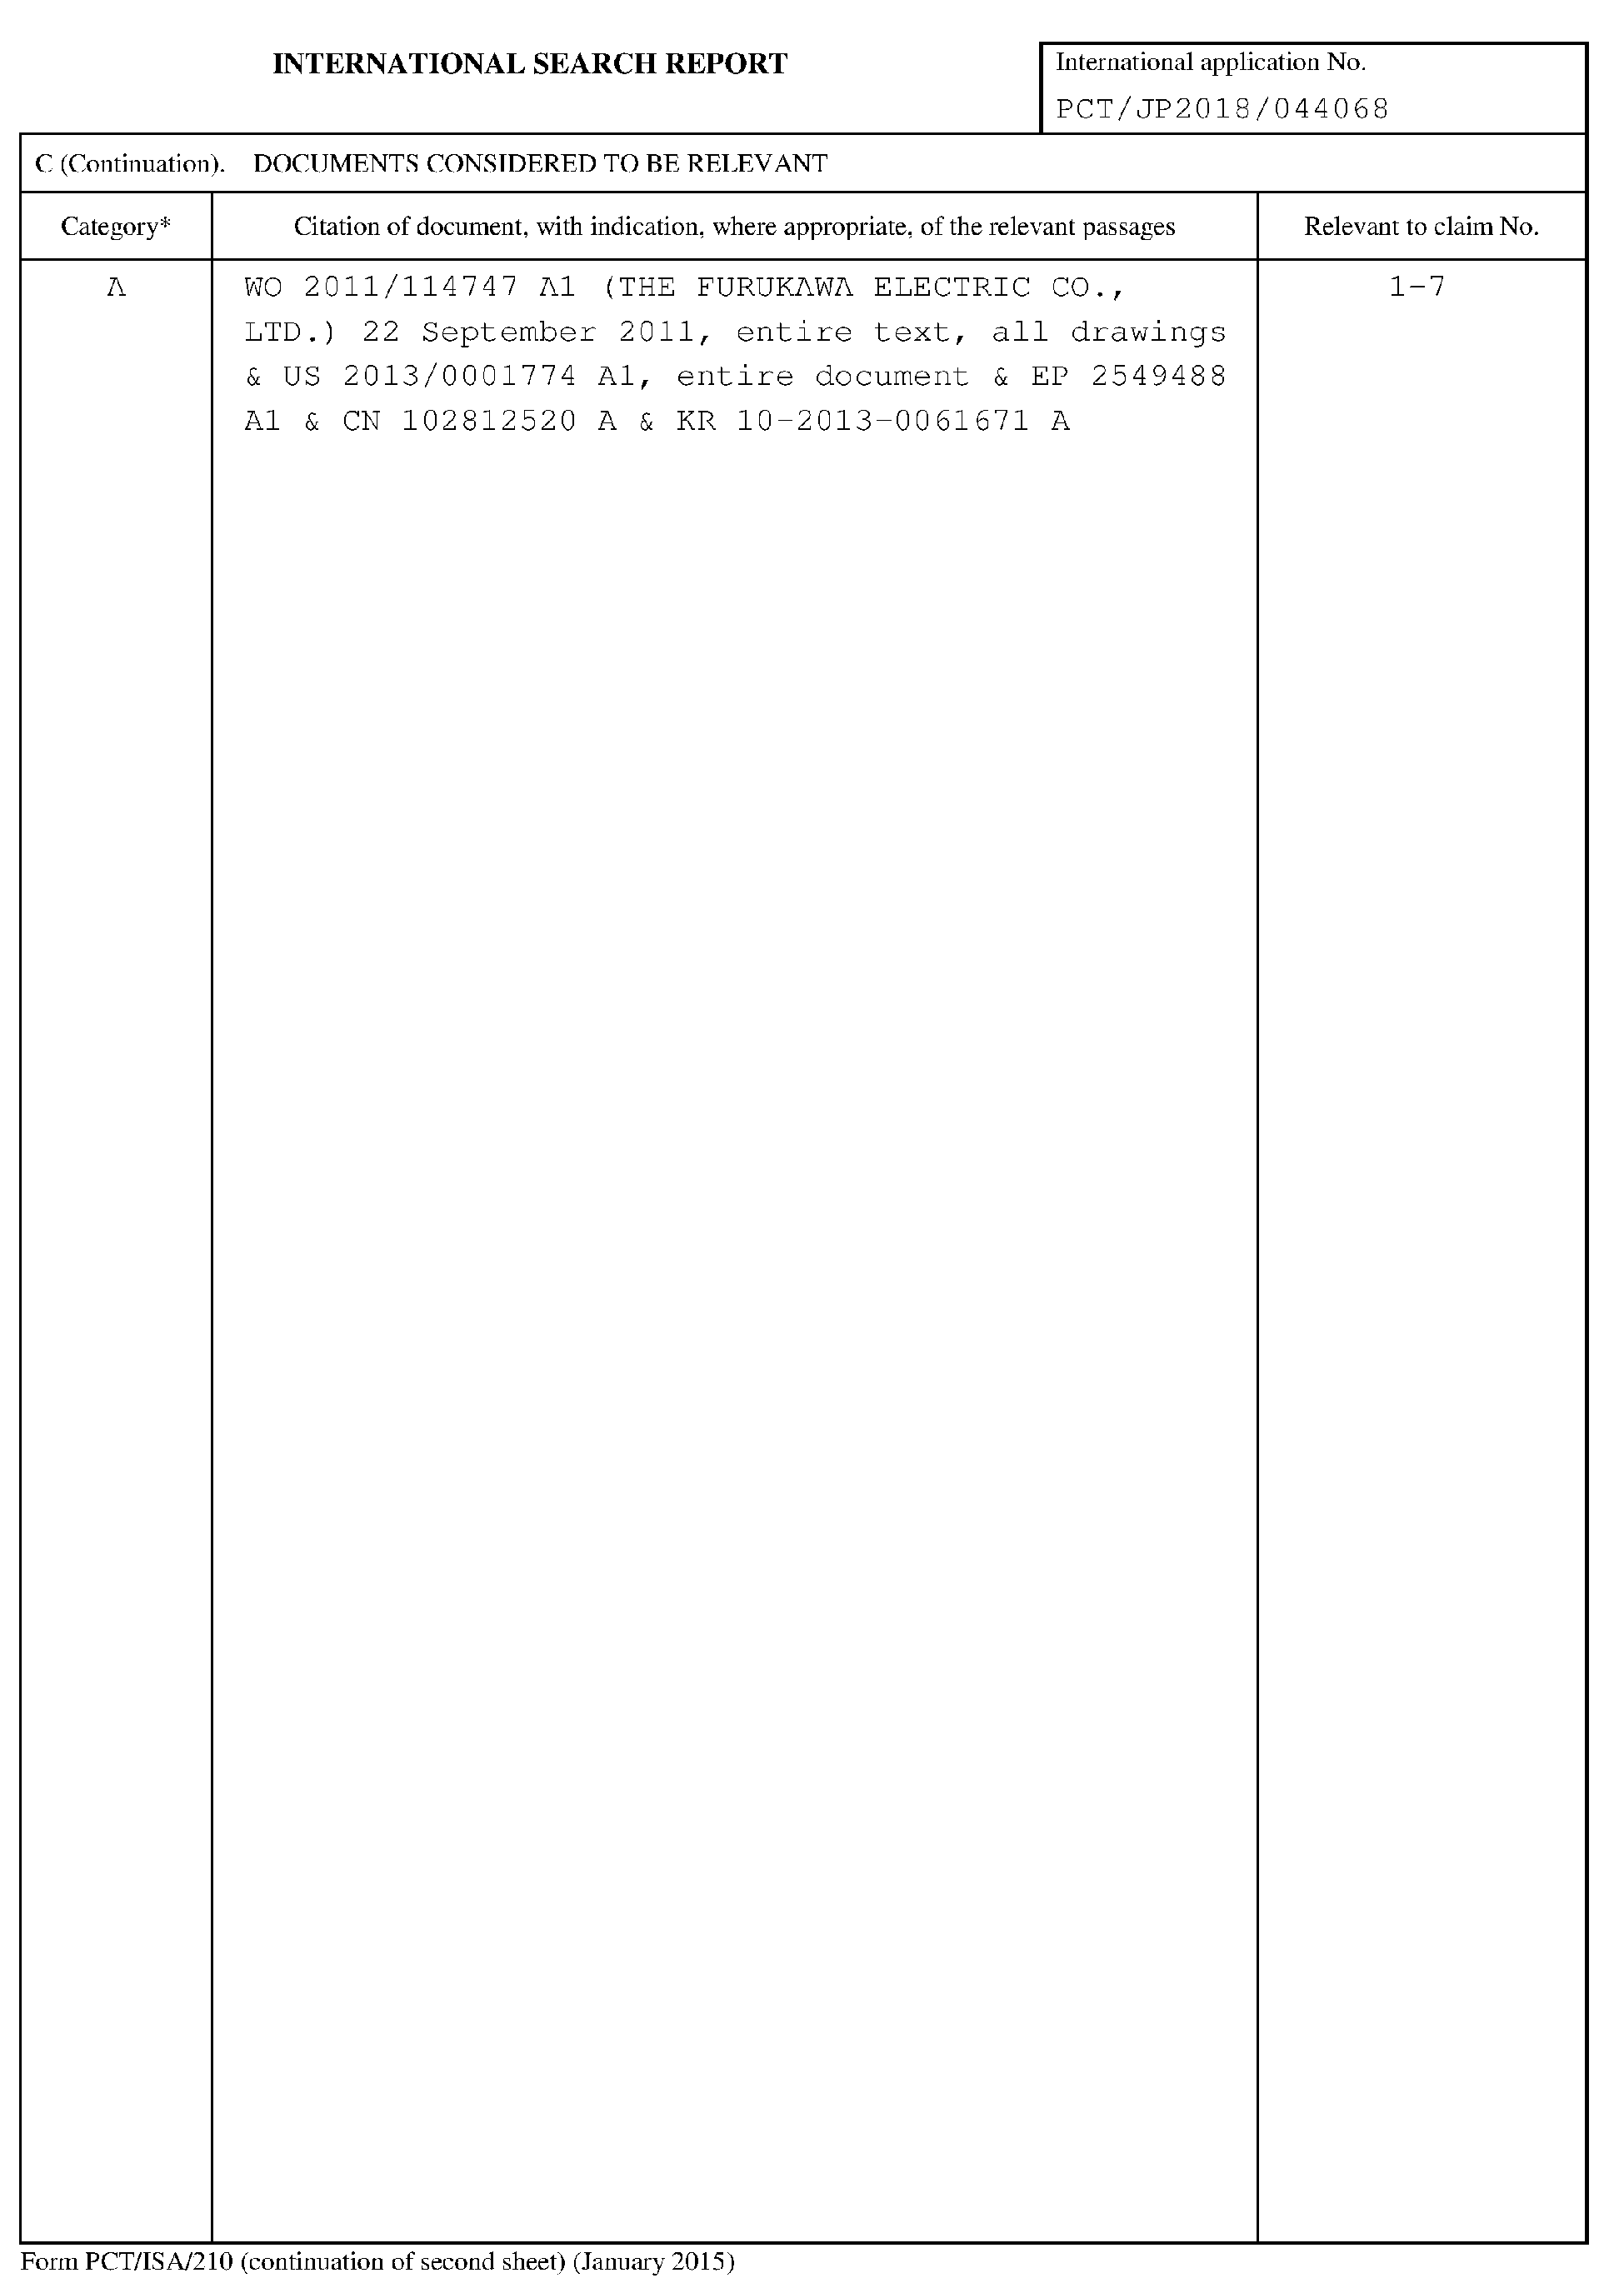 INTERNATIONAL SEARCH REPORT
International application No.
PCT/JP2018/044068
C (Continuation). DOCUMENTS CONSIDERED TO BE RELEVANT
Category*
Citation of document, with indication, where appropriate, of the relevant passages
Relevant to claim No.
A
WO 2011/114747 A1 (THE FURUKAWA ELECTRIC CO.,
LTD.) 22 September 2011, entire text, all drawings
& US 2013/0001774 A1, entire document & EP 2549488
A1 & CN 102812520 A & KR 10-2013-0061671 A
1-7
Form PCT/ISA/210 (continuation of second sheet) (January 2015)